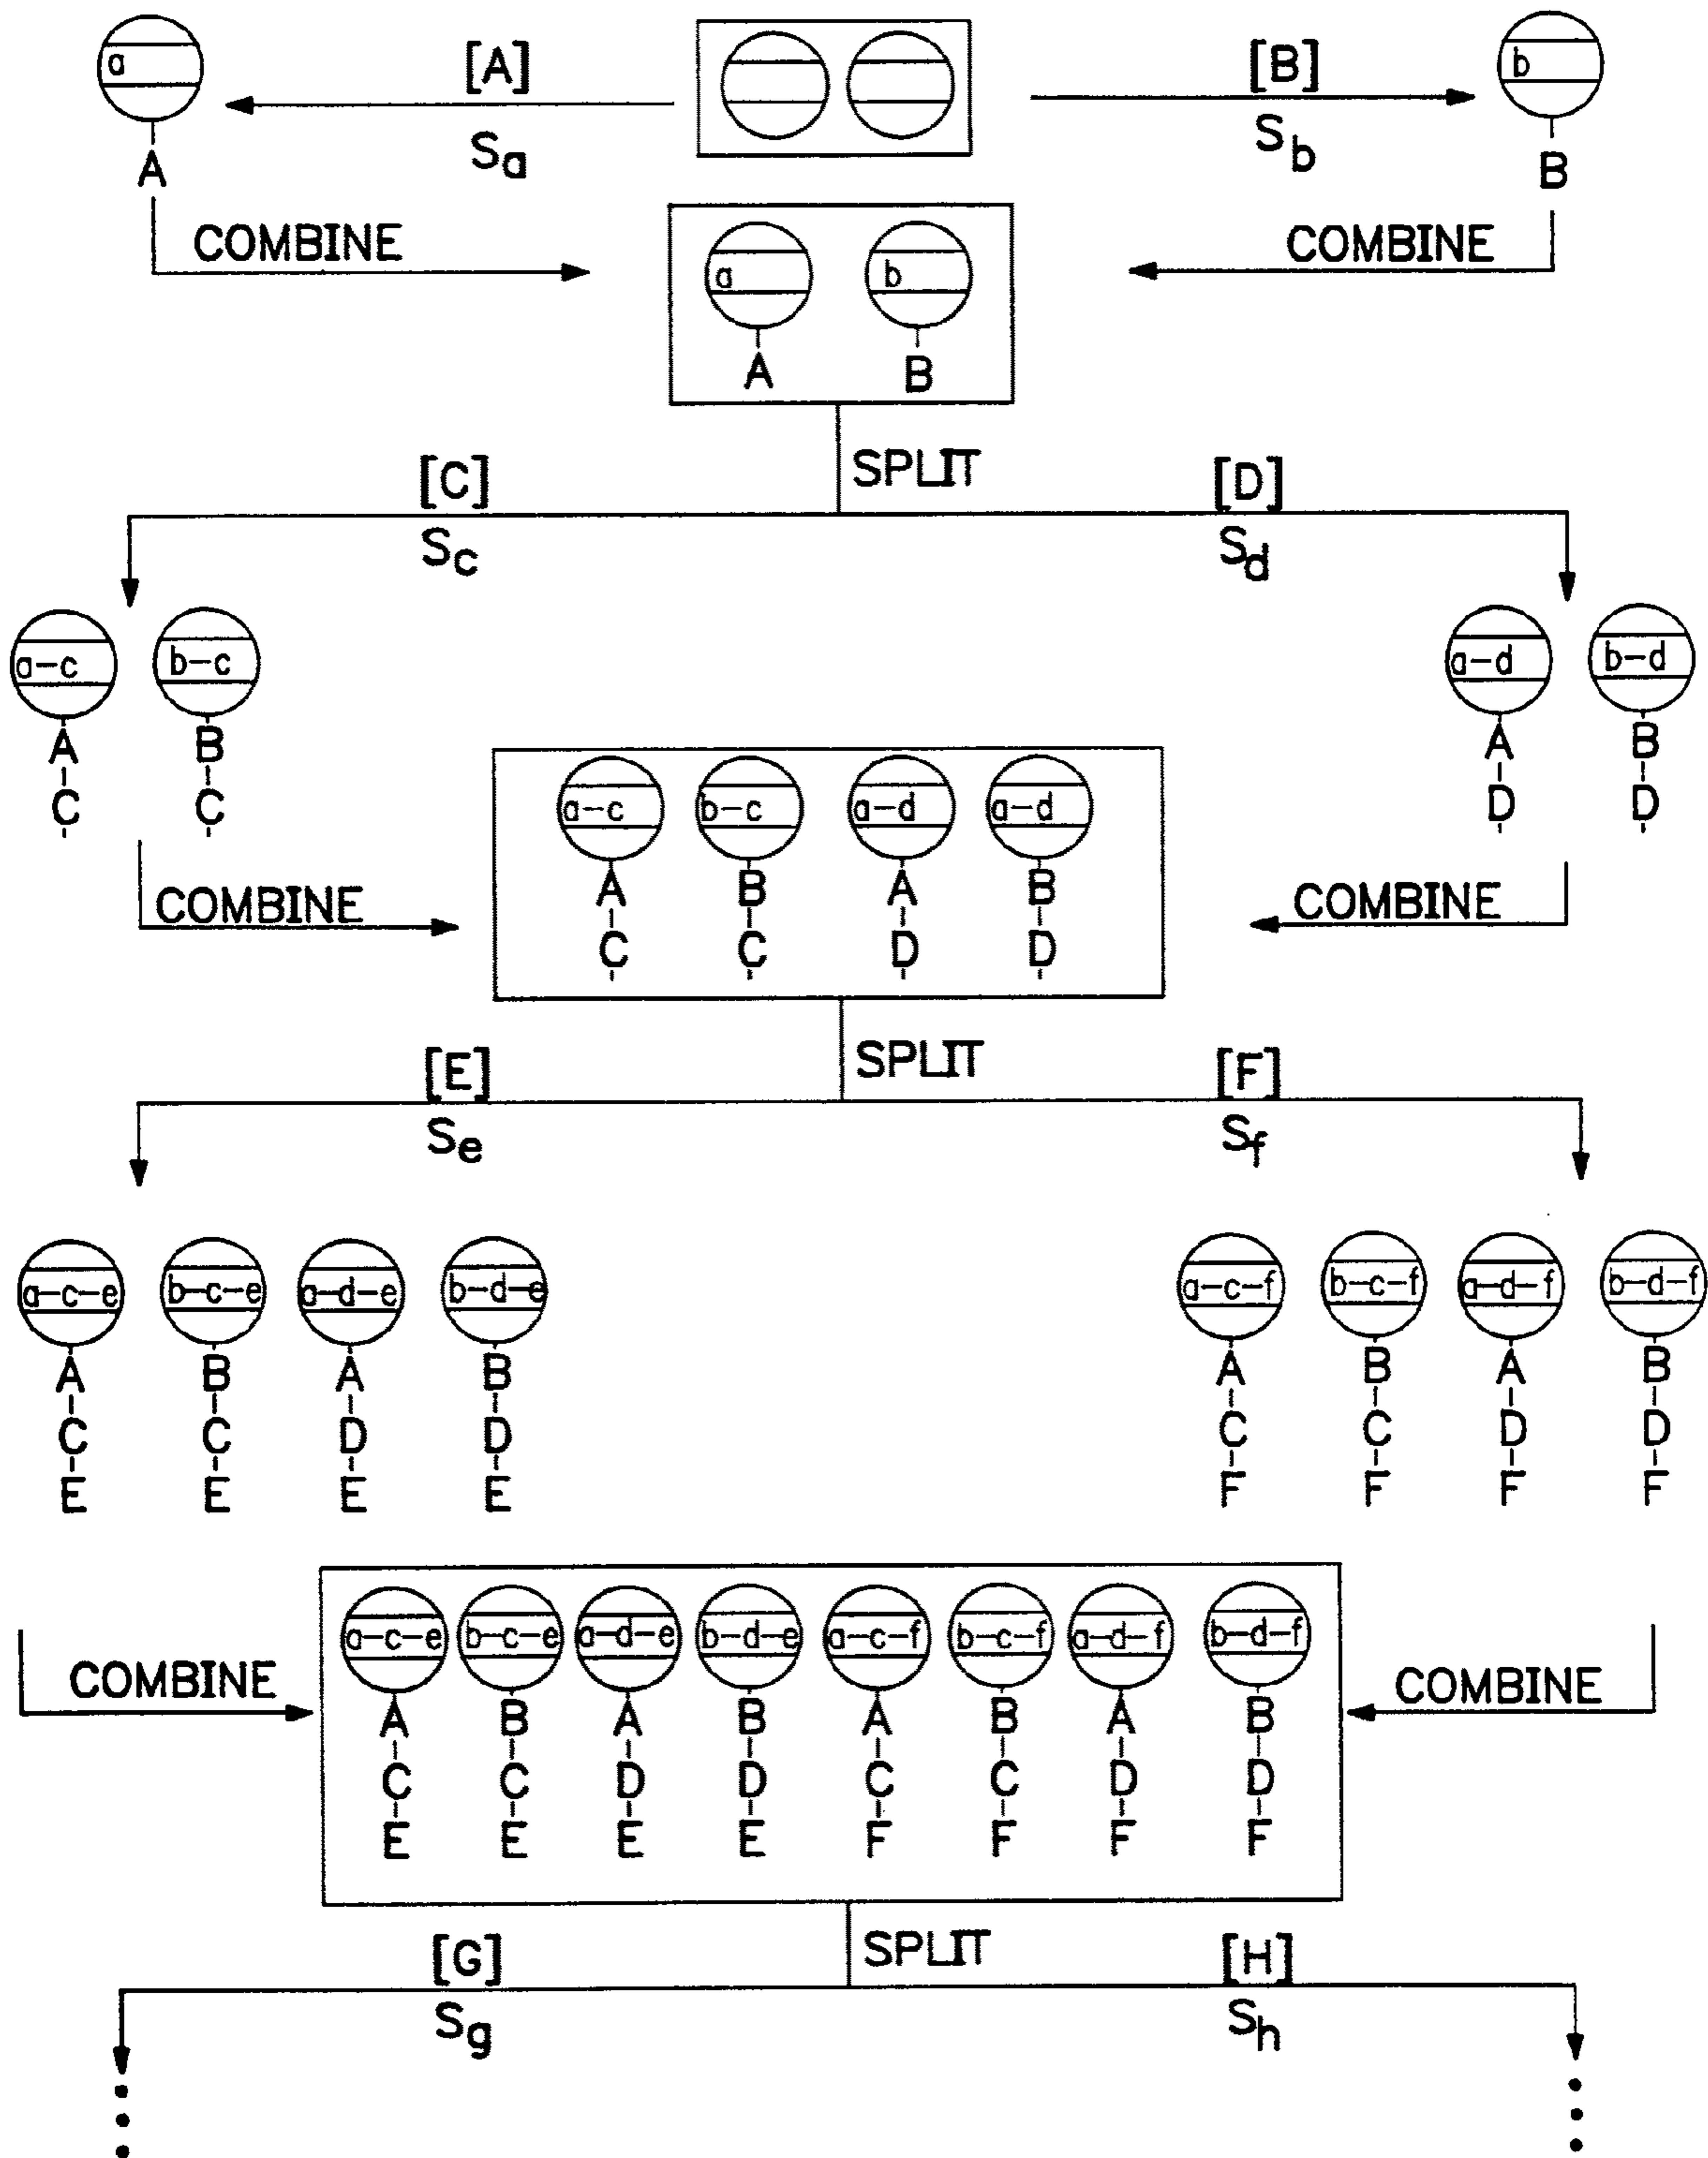 a [A] b [B]
Sa Sb
A B
COMBINE COMBINE
a b
A B
SPLIT
[C] [D]
Sc Sd
a-c b-c a-d b-d
A B A B
C C D D
a-c b-c a-d a-d
A B A B
C C D D
COMBINE COMBINE
SPLIT
[E] [F]
Se Sf
a-c-e b-c-e a-d-e b-d-e a-c-f b-c-f a-d-f b-d-f
A B A B A B A B
C C D D C C D D
E E E E F F F F
a-c-e b-c-e a-d-e b-d-e a-c-f b-c-f a-d-f b-d-f
COMBINE COMBINE
A B A B A B A B
C C D D C C D D
E E E E F F F F
SPLIT
[G] [H]
Sg Sh